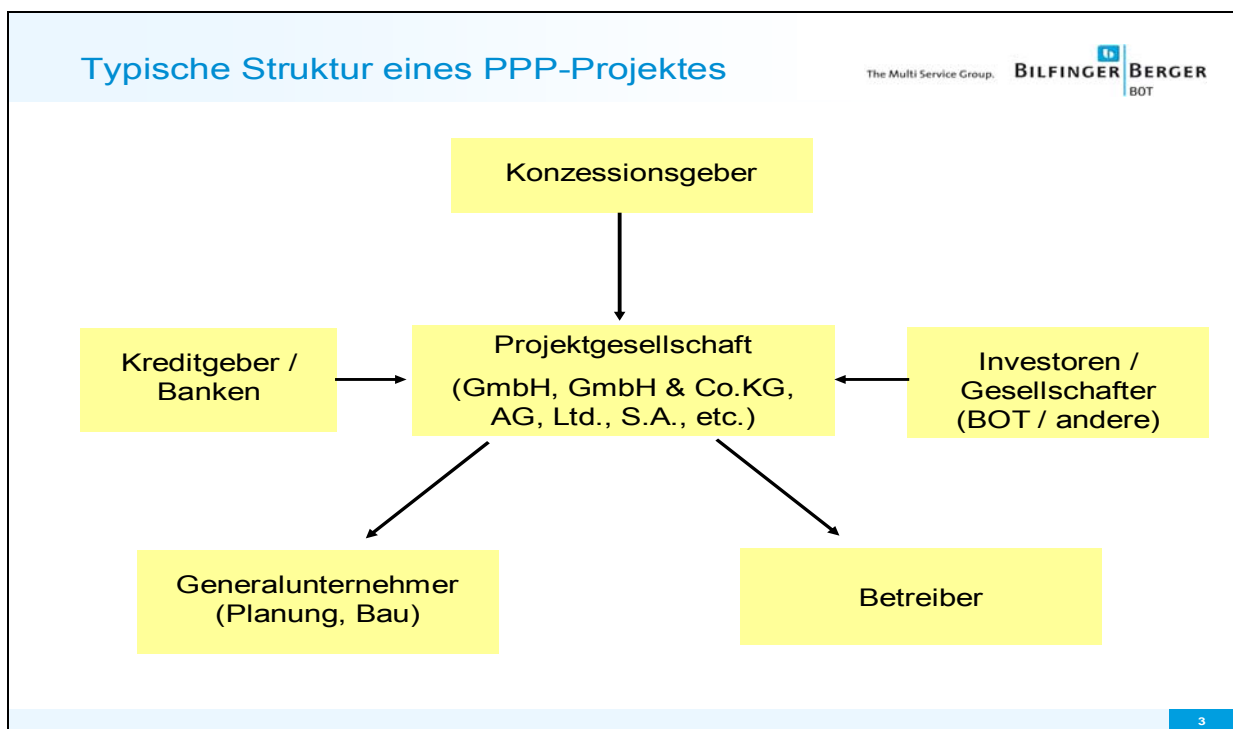 Typische Struktur eines PPP-Projektes
The Multi Service Group.
BILFINGER BERGER
BOT
Konzessionsgeber
Kreditgeber /
Banken
Projektgesellschaft
(GmbH, GmbH & Co.KG,
AG, Ltd., S.A., etc.)
Investoren /
Gesellschafter
(BOT / andere)
Generalunternehmer
(Planung, Bau)
Betreiber
3